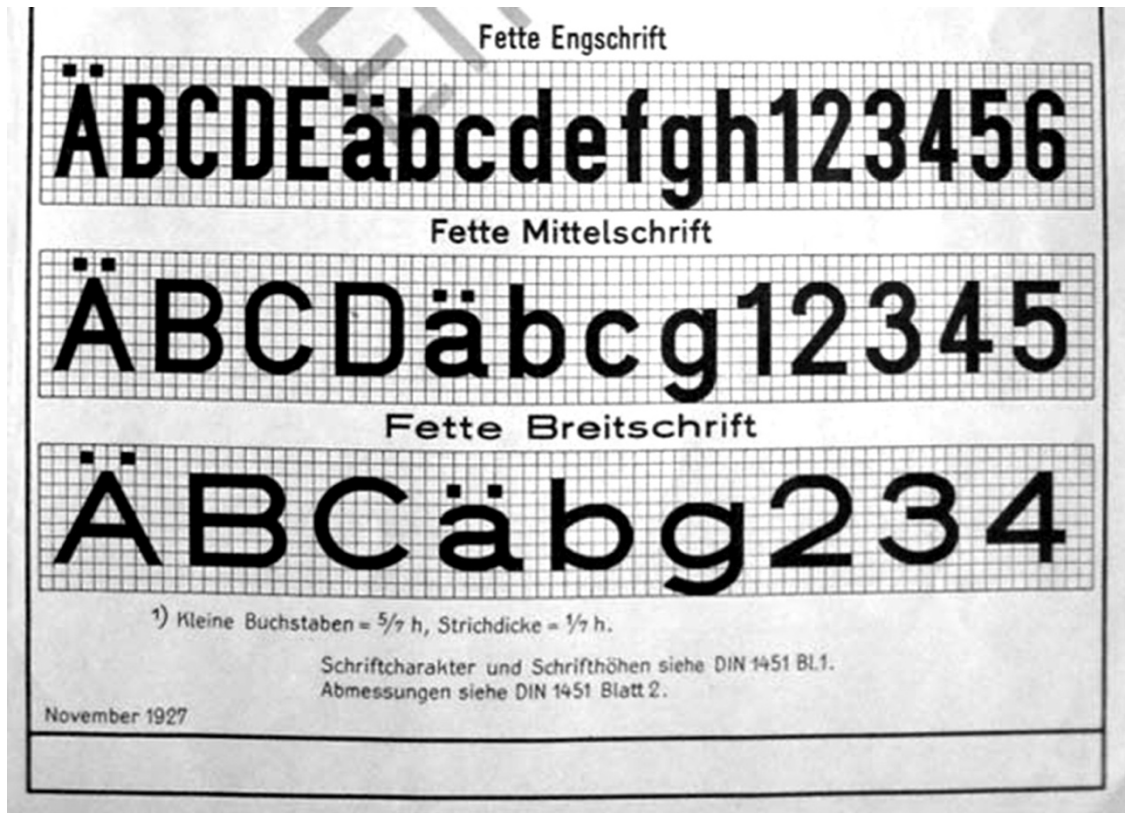 Fette Engschrift
ÄBCDEäbcdefgh123456
Fette Mittelschrift
ÄBCDäbcg12345
Fette Breitschrift
ÄBCäbg234
¹) Kleine Buchstaben = 5/7 h, Strichdicke = 1/7 h.
Schriftcharakter und Schrifthöhen siehe DIN 1451 Bl.1.
Abmessungen siehe DIN 1451 Blatt 2.
November 1927